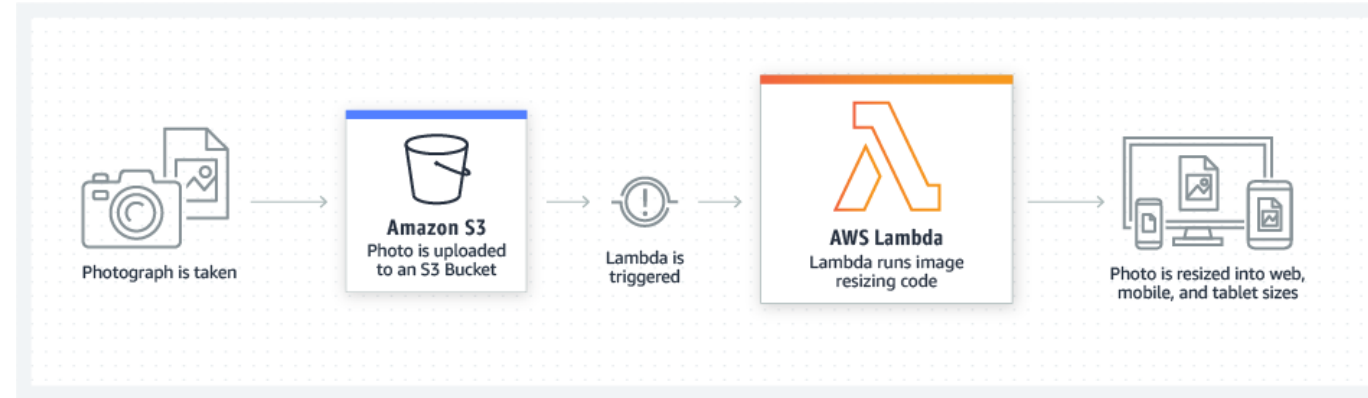 Photograph is taken
Amazon S3
Photo is uploaded
to an S3 Bucket
Lambda is
triggered
AWS Lambda
Lambda runs image
resizing code
Photo is resized into web,
mobile, and tablet sizes